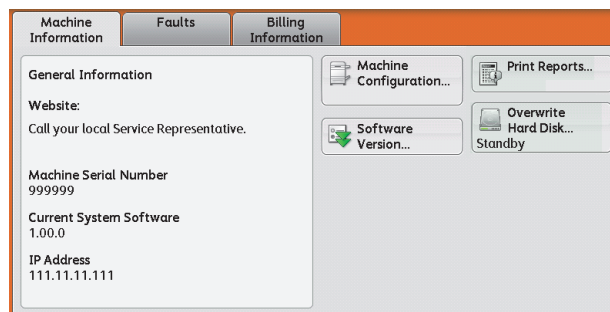 Machine
Information
Faults
Billing
Information
General Information
Website:
Call your local Service Representative.
Machine Serial Number
999999
Current System Software
1.00.0
IP Address
111.11.11.111
Machine
Configuration...
Print Reports...
Software
Version...
Overwrite
Hard Disk...
Standby